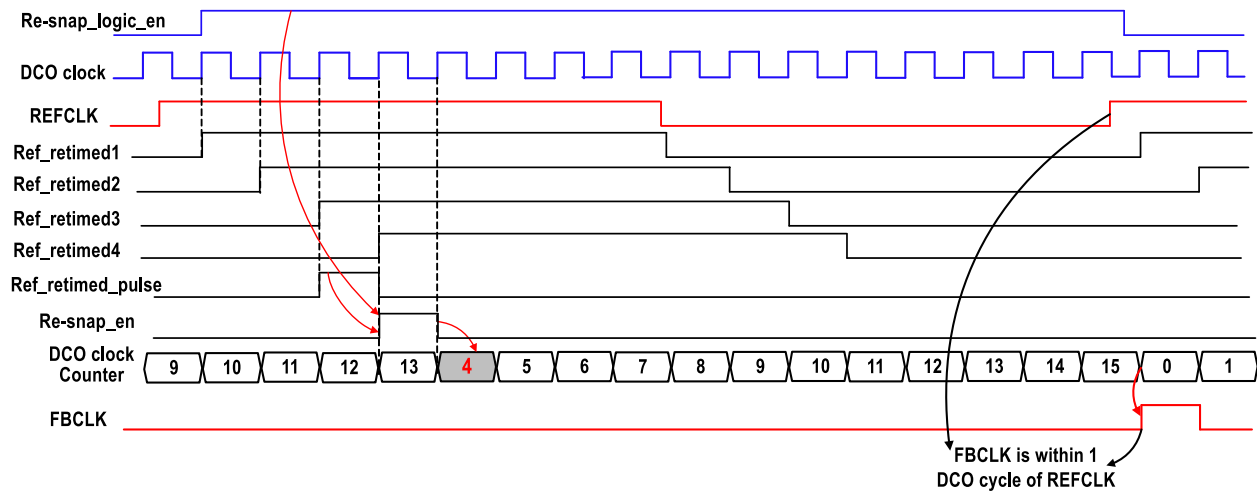 Re-snap_logic_en
DCO clock
REFCLK
Ref_retimed1
Ref_retimed2
Ref_retimed3
Ref_retimed4
Ref_retimed_pulse
Re-snap_en
DCO clock
Counter
9 10 11 12 13 4 5 6 7 8 9 10 11 12 13 14 15 0 1
FBCLK
FBCLK is within 1
DCO cycle of REFCLK